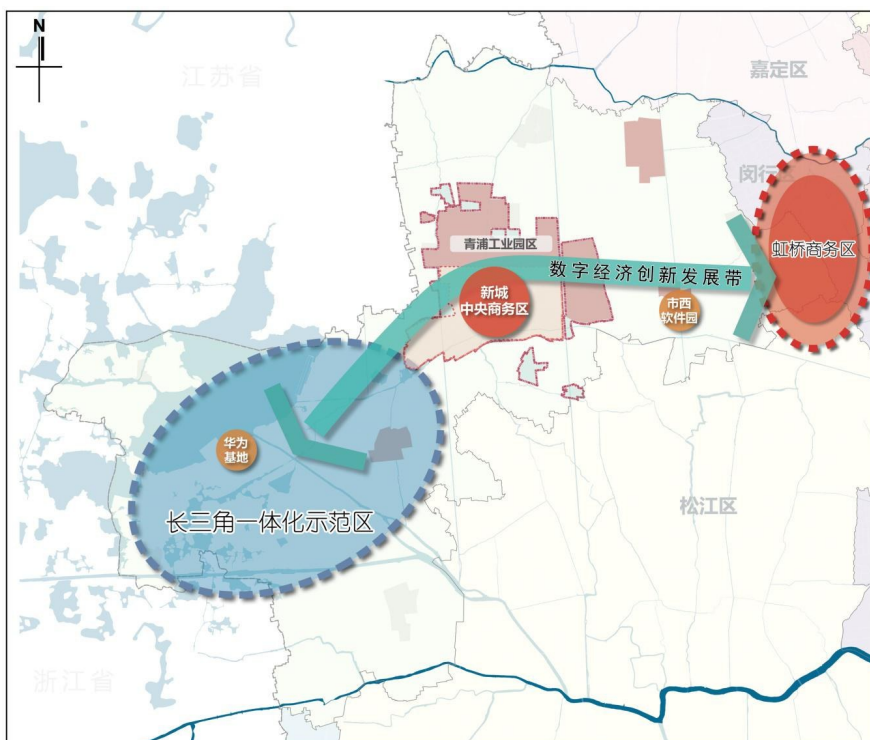 N
江苏省
嘉定区
闵行区
虹桥商务区
青浦工业园区
数字经济创新发展带
新城
中央商务区
市西
软件园
华为
基地
长三角一体化示范区
松江区
浙江省